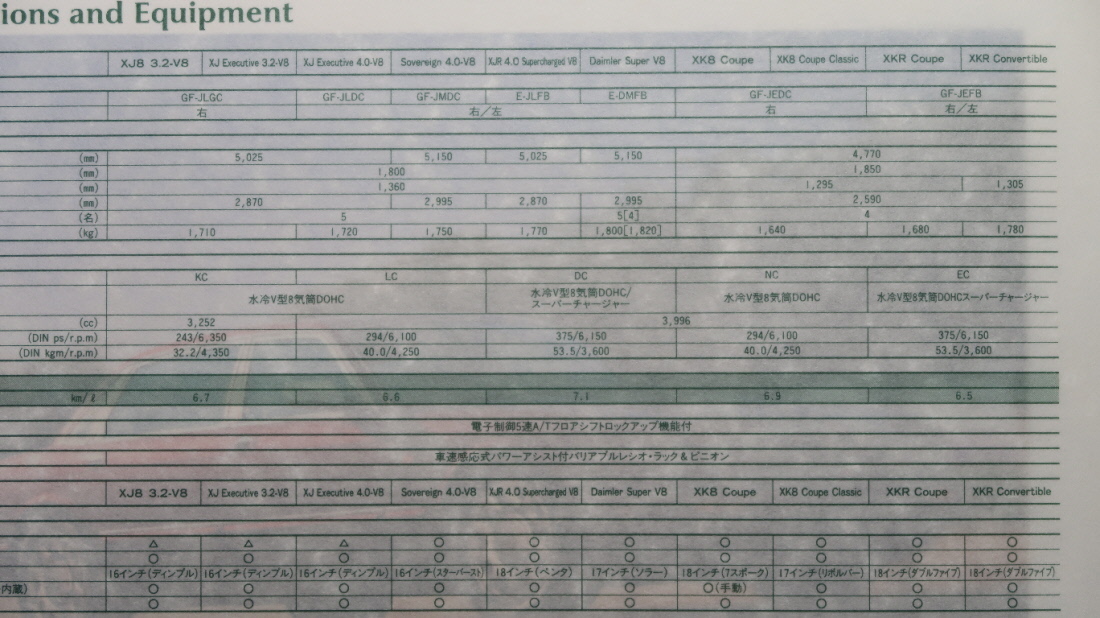 ions and Equipment
XJ8 3.2-V8 XJ Executive 3.2-V8 XJ Executive 4.0-V8 Sovereign 4.0-V8 XJR 4.0 Supercharged V8 Daimler Super V8 XK8 Coupe XK8 Coupe Classic XKR Coupe XKR Convertible
GF-JLGC GF-JLDC GF-JMDC E-JLFB E-DMFB GF-JEDC GF-JEFB
右 右/左 右 右/左
(mm) 5,025 5,150 5,025 5,150 4,770
(mm) 1,800 1,850
(mm) 1,360 1,295 1,305
(mm) 2,870 2,995 2,870 2,995 2,590
(名) 5 5[4] 4
(kg) 1,710 1,720 1,750 1,770 1,800[1,820] 1,640 1,680 1,780
KC LC DC NC EC
水冷V型8気筒DOHC 水冷V型8気筒DOHC/スーパーチャージャー 水冷V型8気筒DOHC 水冷V型8気筒DOHCスーパーチャージャー
(cc) 3,252 3,996
(DIN ps/r.p.m) 243/6,350 294/6,100 375/6,150 294/6,100 375/6,150
(DIN kgm/r.p.m) 32.2/4,350 40.0/4,250 53.5/3,600 40.0/4,250 53.5/3,600
km/ℓ 6.7 6.6 7.1 6.9 6.5
電子制御5速A/Tフロアシフトロックアップ機能付
車速感応式パワーアシスト付バリアブルレシオ・ラック&ピニオン
XJ8 3.2-V8 XJ Executive 3.2-V8 XJ Executive 4.0-V8 Sovereign 4.0-V8 XJR 4.0 Supercharged V8 Daimler Super V8 XK8 Coupe XK8 Coupe Classic XKR Coupe XKR Convertible
△ △ △ ○ ○ ○ ○ ○ ○ ○
○ ○ ○ ○ ○ ○ ○ ○ ○ ○
16インチ(ディンプル) 16インチ(ディンプル) 16インチ(ディンプル) 16インチ(スターバースト) 18インチ(ペンタ) 17インチ(ソラー) 18インチ(7スポーク) 17インチ(リボルバー) 18インチ(ダブルファイブ) 18インチ(ダブルファイブ)
内蔵) ○ ○ ○ ○ ○ ○ ○(手動) ○ ○ ○
○ ○ ○ ○ ○ ○ ○ ○ ○ ○